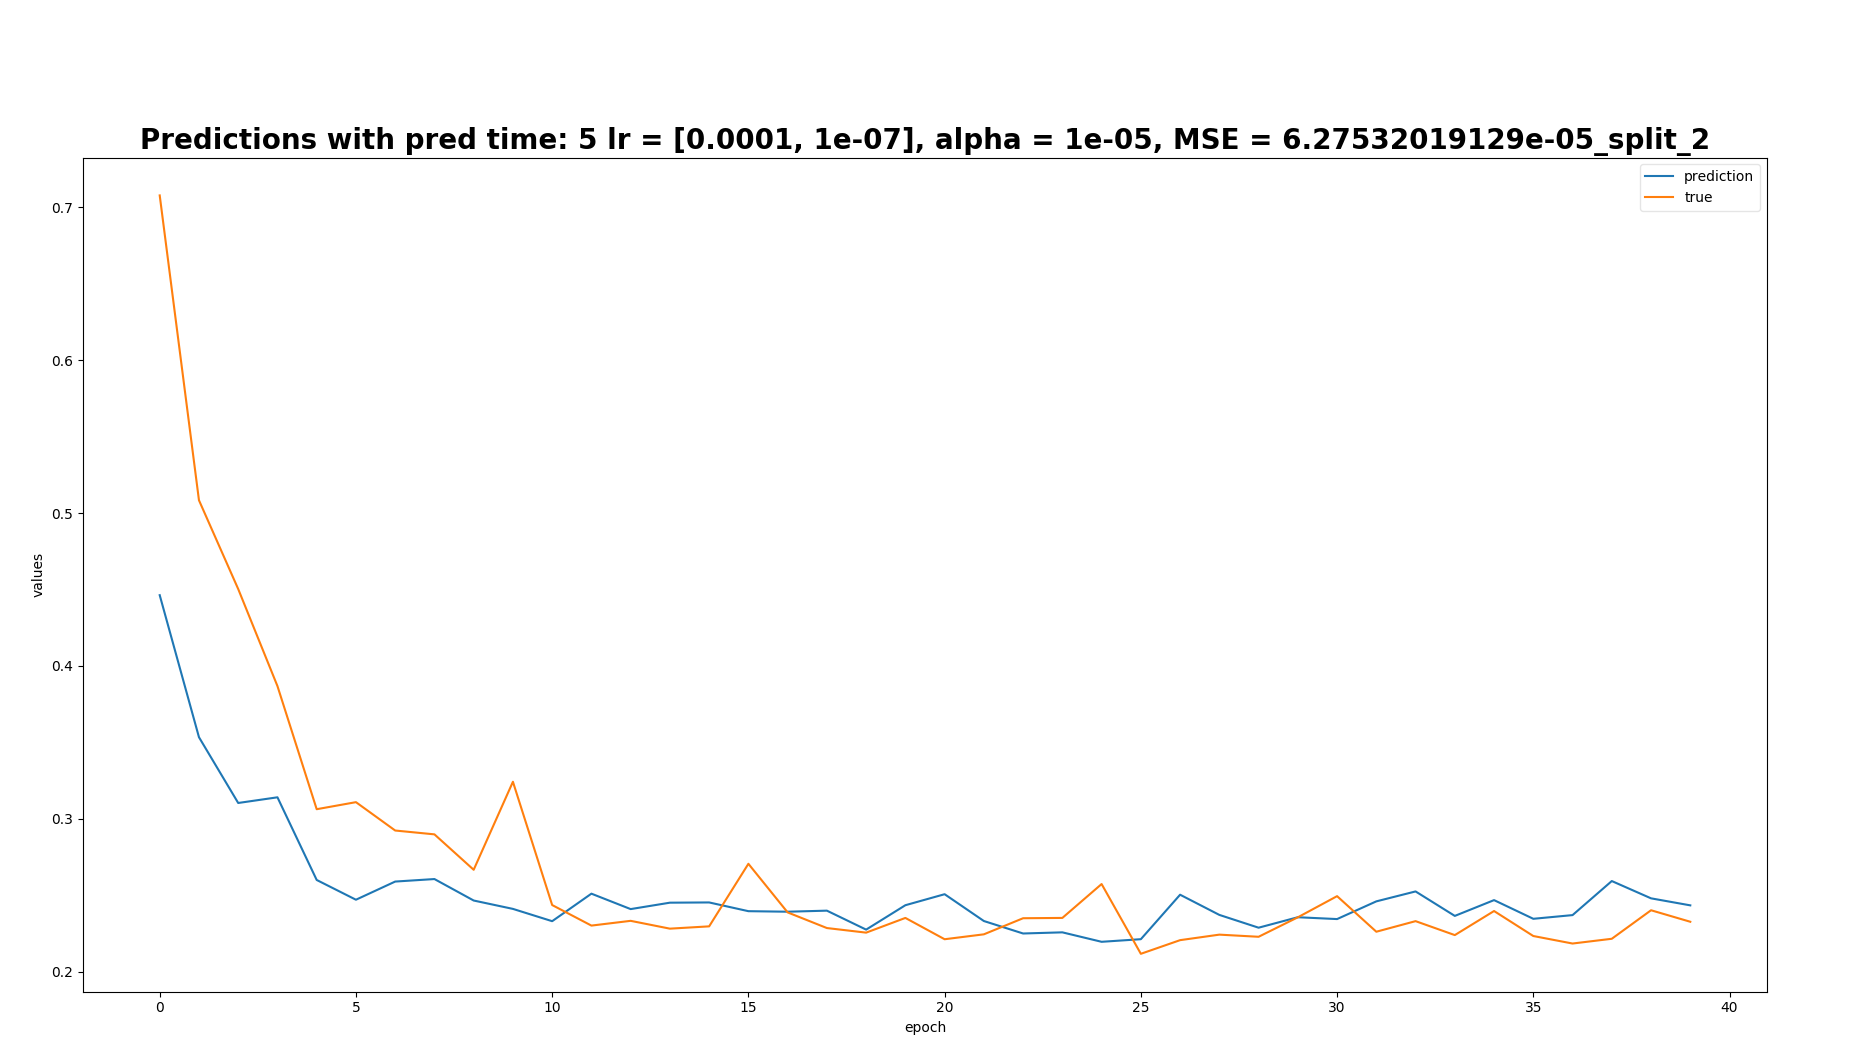 Predictions with pred time: 5 lr = [0.0001, 1e-07], alpha = 1e-05, MSE = 6.27532019129e-05_split_2
prediction
true
0.7
0.6
0.5
0.4
0.3
0.2
values
0 5 10 15 20 25 30 35 40
epoch